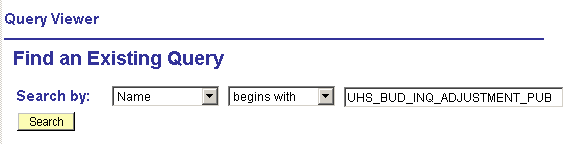 Query Viewer
Find an Existing Query
Search by: Name begins with UHS_BUD_INQ_ADJUSTMENT_PUB
Search